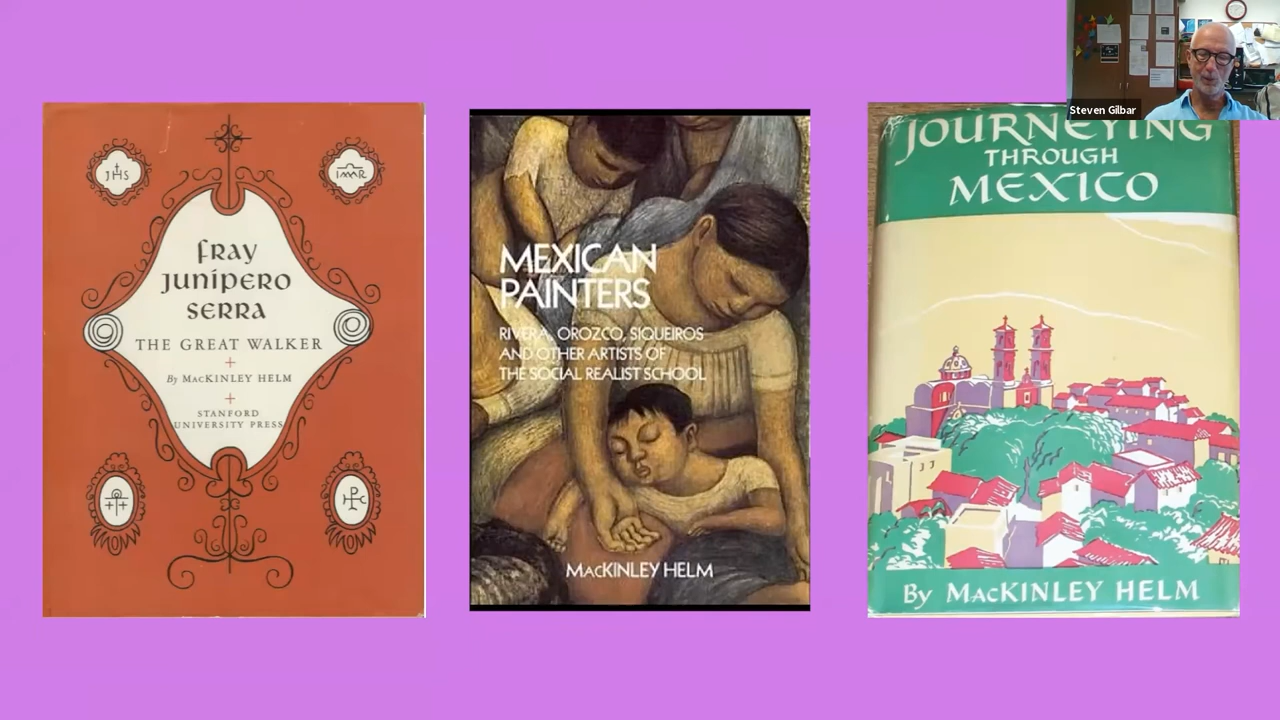 JHS
fray
junípero
serra
THE GREAT WALKER
By MacKINLEY HELM
STANFORD
UNIVERSITY PRESS
MEXICAN
PAINTERS
RIVERA, OROZCO, SIQUEIROS
AND OTHER ARTISTS OF
THE SOCIAL REALIST SCHOOL
MacKINLEY HELM
JOURNEYING
THROUGH
MEXICO
By MacKINLEY HELM
Steven Gilbar